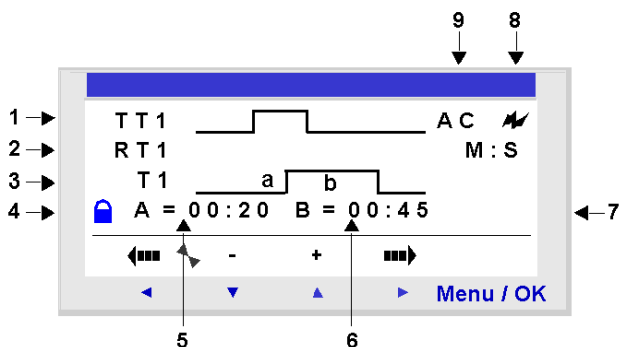 9 8
1 TT1 AC
2 RT1 M:S
3 T1 a b
4 A = 00:20 B = 00:45 7
- +
Menu / OK
5 6